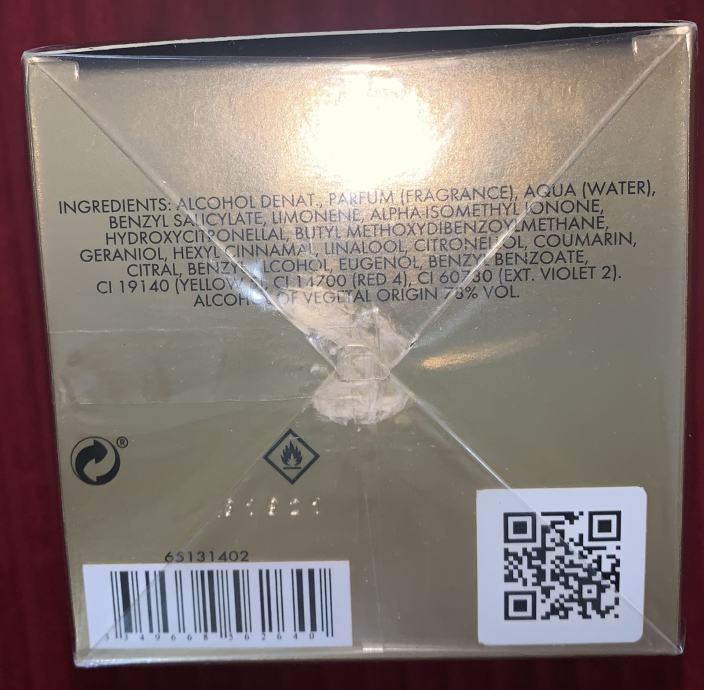 INGREDIENTS: ALCOHOL DENAT., PARFUM (FRAGRANCE), AQUA (WATER),
BENZYL SALICYLATE, LIMONENE, ALPHA-ISOMETHYL IONONE,
HYDROXYCITRONELLAL, BUTYL METHOXYDIBENZOYLMETHANE,
GERANIOL, HEXYL CINNAMAL, LINALOOL, CITRONELLOL, COUMARIN,
CITRAL, BENZYL ALCOHOL, EUGENOL, BENZYL BENZOATE,
CI 19140 (YELLOW CI 14700 (RED 4), CI 60730 (EXT. VIOLET 2).
ALCOHOL OF VEGETAL ORIGIN 78% VOL.
®
65131402